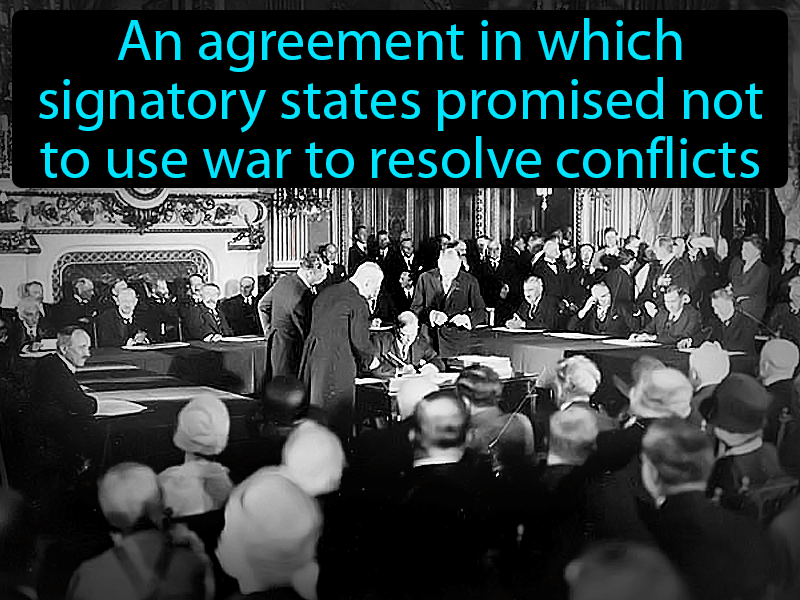 An agreement in which
signatory states promised not
to use war to resolve conflicts